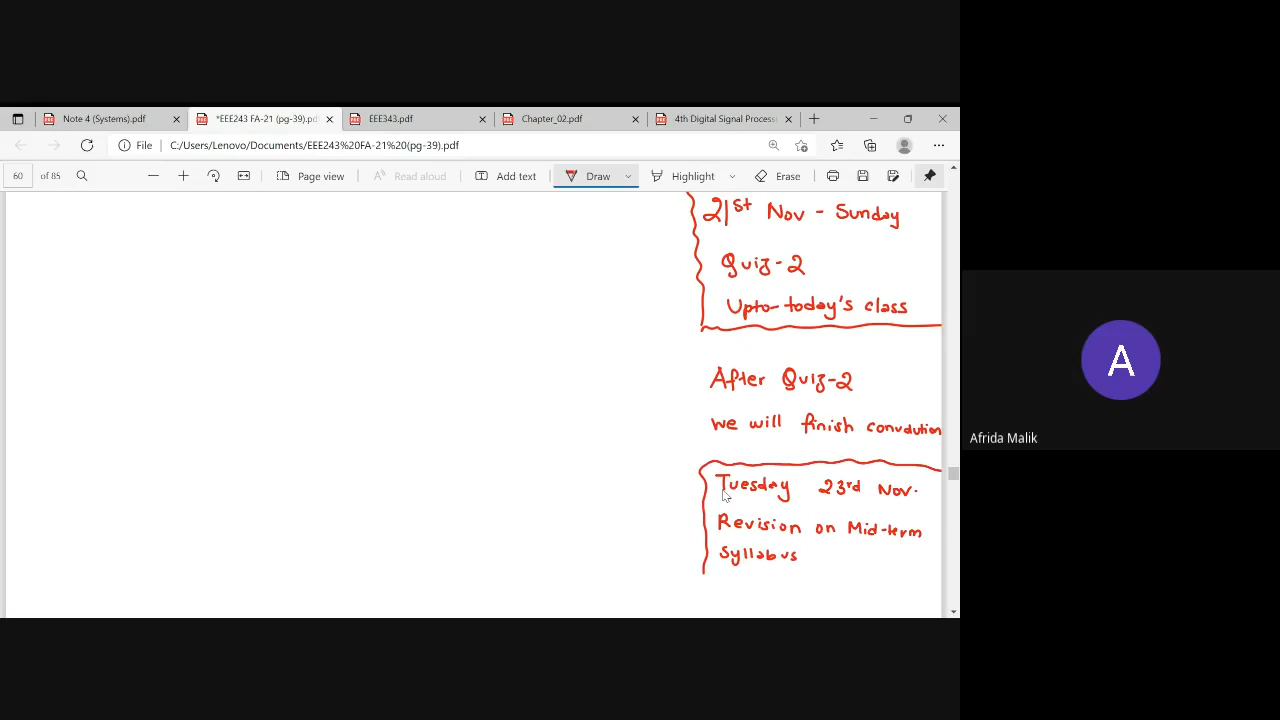 Note 4 (Systems).pdf
*EEE243 FA-21 (pg-39).pd
EEE343.pdf
Chapter_02.pdf
4th Digital Signal Process
File C:/Users/Lenovo/Documents/EEE243%20FA-21%20(pg-39).pdf
60 of 85 Page view Read aloud Add text Draw Highlight Erase
21st Nov - Sunday
Quiz-2
Upto today's class
After Quiz-2
we will finish convolution
Tuesday 23rd Nov.
Revision on Mid-term
Syllabus
A
Afrida Malik